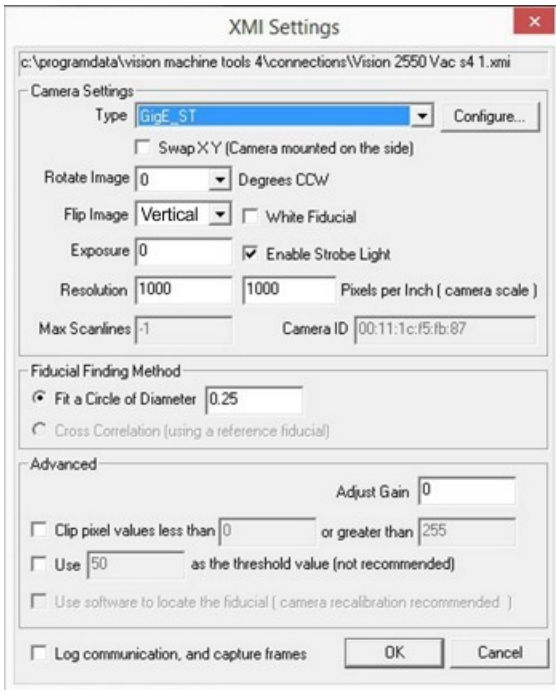 XMI Settings
c:\programdata\vision machine tools 4\connections\Vision 2550 Vac s4 1.xmi
Camera Settings
Type GigE_ST Configure...
Swap X Y (Camera mounted on the side)
Rotate Image 0 Degrees CCW
Flip Image Vertical White Fiducial
Exposure 0 Enable Strobe Light
Resolution 1000 1000 Pixels per Inch ( camera scale )
Max Scanlines -1 Camera ID 00:11:1c:f5:fb:87
Fiducial Finding Method
Fit a Circle of Diameter 0.25
Cross Correlation (using a reference fiducial)
Advanced
Adjust Gain 0
Clip pixel values less than 0 or greater than 255
Use 50 as the threshold value (not recommended)
Use software to locate the fiducial ( camera recalibration recommended )
Log communication, and capture frames OK Cancel